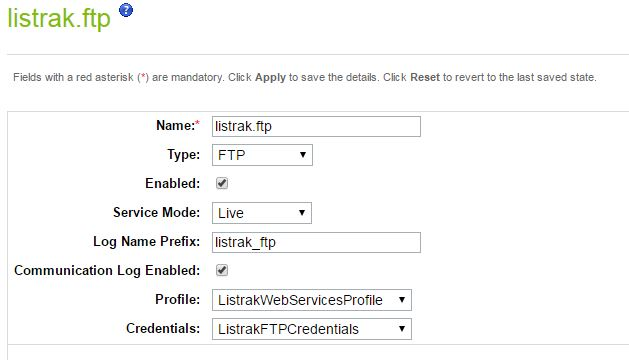 listrak.ftp ?
Fields with a red asterisk (*) are mandatory. Click Apply to save the details. Click Reset to revert to the last saved state.
Name:* listrak.ftp
Type: FTP
Enabled:
Service Mode: Live
Log Name Prefix: listrak_ftp
Communication Log Enabled:
Profile: ListrakWebServicesProfile
Credentials: ListrakFTPCredentials